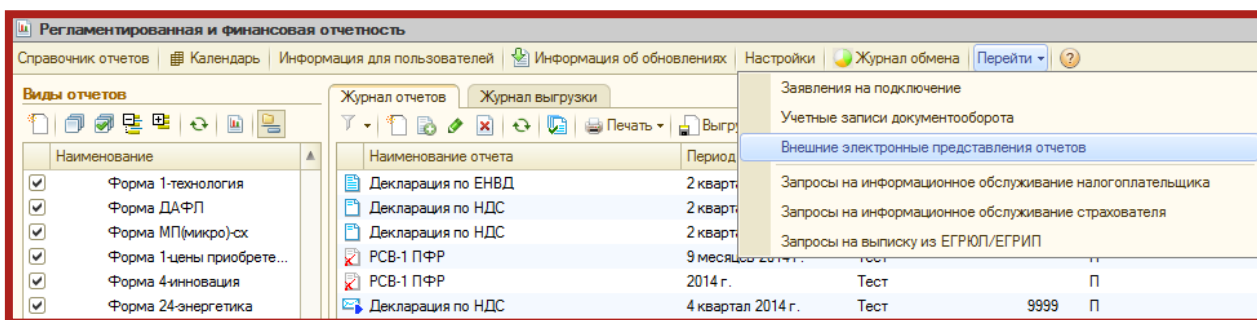 Регламентированная и финансовая отчетность
Справочник отчетов Календарь Информация для пользователей Информация об обновлениях Настройки Журнал обмена Перейти
Виды отчетов
Журнал отчетов Журнал выгрузки
Заявления на подключение
Печать
Учетные записи документооборота
Наименование
Наименование отчета Период
Внешние электронные представления отчетов
Форма 1-технология Декларация по ЕНВД 2
Запросы на информационное обслуживание налогоплательщика
Форма ДАФЛ Декларация по НДС 2
Запросы на информационное обслуживание страхователя
Форма МП(микро)-сх Декларация по НДС 2
Запросы на выписку из ЕГРЮЛ/ЕГРИП
Форма 1-цены приобрете... РСВ-1 ПФР 9 месяцев 2014 г. Тест П
Форма 4-инновация РСВ-1 ПФР 2014 г. Тест П
Форма 24-энергетика Декларация по НДС 4 квартал 2014 г. Тест 9999 П